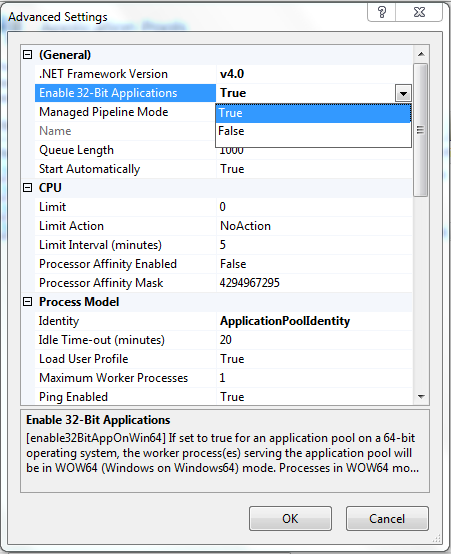 Advanced Settings
(General)
.NET Framework Version v4.0
Enable 32-Bit Applications True
Managed Pipeline Mode True
Name False
Queue Length 1000
Start Automatically True
CPU
Limit 0
Limit Action NoAction
Limit Interval (minutes) 5
Processor Affinity Enabled False
Processor Affinity Mask 4294967295
Process Model
Identity ApplicationPoolIdentity
Idle Time-out (minutes) 20
Load User Profile True
Maximum Worker Processes 1
Ping Enabled True
Enable 32-Bit Applications
[enable32BitAppOnWin64] If set to true for an application pool on a 64-bit
operating system, the worker process(es) serving the application pool will
be in WOW64 (Windows on Windows64) mode. Processes in WOW64 mo...
OK Cancel